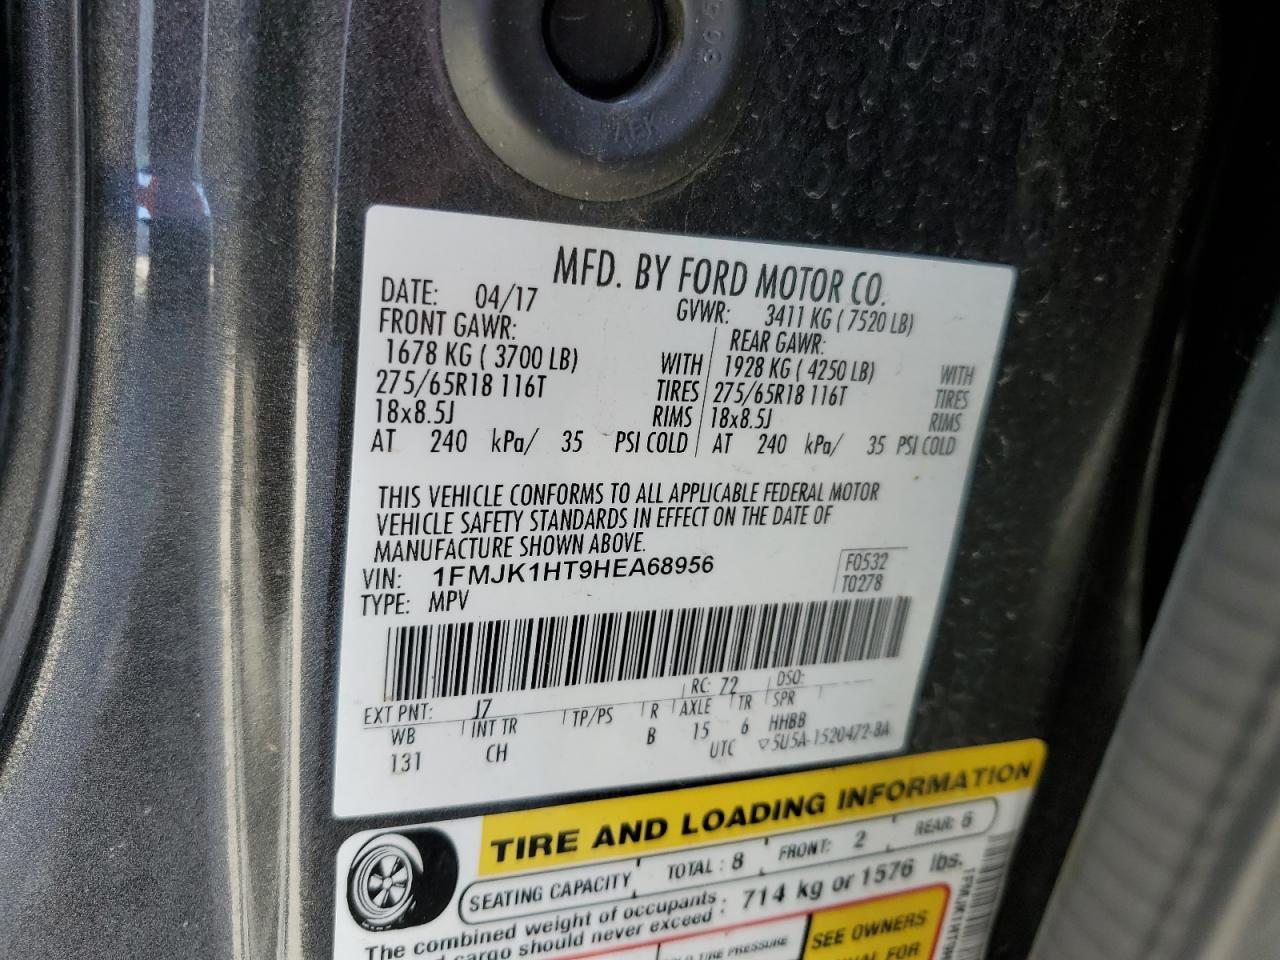 MFD. BY FORD MOTOR CO.
DATE: 04/17 GVWR: 3411 KG ( 7520 LB)
FRONT GAWR: REAR GAWR:
1678 KG ( 3700 LB) WITH 1928 KG ( 4250 LB) WITH
275/65R18 116T TIRES 275/65R18 116T TIRES
18x8.5J RIMS 18x8.5J RIMS
AT 240 kPa/ 35 PSI COLD AT 240 kPa/ 35 PSI COLD
THIS VEHICLE CONFORMS TO ALL APPLICABLE FEDERAL MOTOR
VEHICLE SAFETY STANDARDS IN EFFECT ON THE DATE OF
MANUFACTURE SHOWN ABOVE.
VIN: 1FMJK1HT9HEA68956 F0532
TYPE: MPV T0278
EXT PNT: J7 RC: 72 DSO:
WB INT TR TP/PS R AXLE TR SPR
131 CH B 15 6 HHBB
UTC ▽5U5A-1520472-BA
TIRE AND LOADING INFORMATION
SEATING CAPACITY TOTAL : 8 FRONT: 2 REAR: 6
The combined weight of occupants : 714 kg or 1576 lbs.
cargo should never exceed :
TIRE PRESSURE SEE OWNERS
FOR